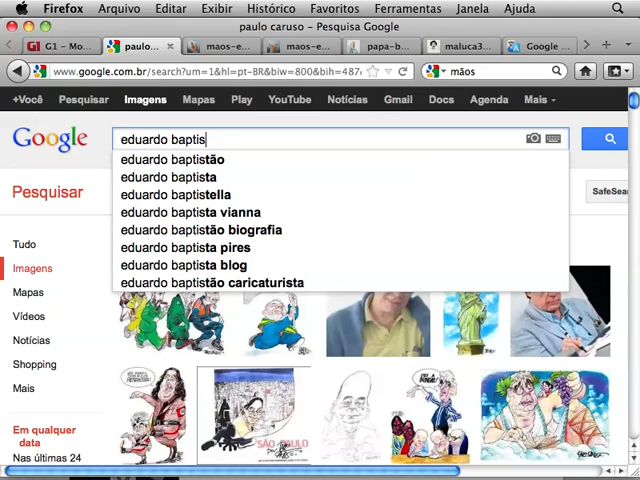 Firefox Arquivo Editar Exibir Histórico Favoritos Ferramentas Janela Ajuda
paulo caruso - Pesquisa Google
G1 - Mo... paulo... maos-e... maos-e... papa-b... maluca3... Google ...
www.google.com.br/search?um=1&hl=pt-BR&biw=800&bih=487 mãos
+Você Pesquisar Imagens Mapas Play YouTube Notícias Gmail Docs Agenda Mais
Google eduardo baptis
eduardo baptistão
eduardo baptista
Pesquisar eduardo baptistella SafeSear
eduardo baptista vianna
eduardo baptistão biografia
Tudo eduardo baptista pires
Imagens eduardo baptista blog
eduardo baptistão caricaturista
Mapas
Vídeos
Notícias
Shopping
Mais
SÃO PAULO
Em qualquer
data
Nas últimas 24